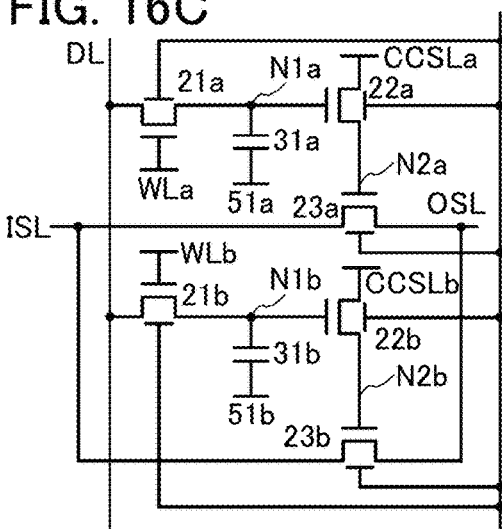 FIG. 16C
DL
N1a
CCSLa
21a
22a
31a
N2a
WLa
51a
23a
OSL
ISL
WLb
N1b
CCSLb
21b
22b
31b
N2b
51b
23b